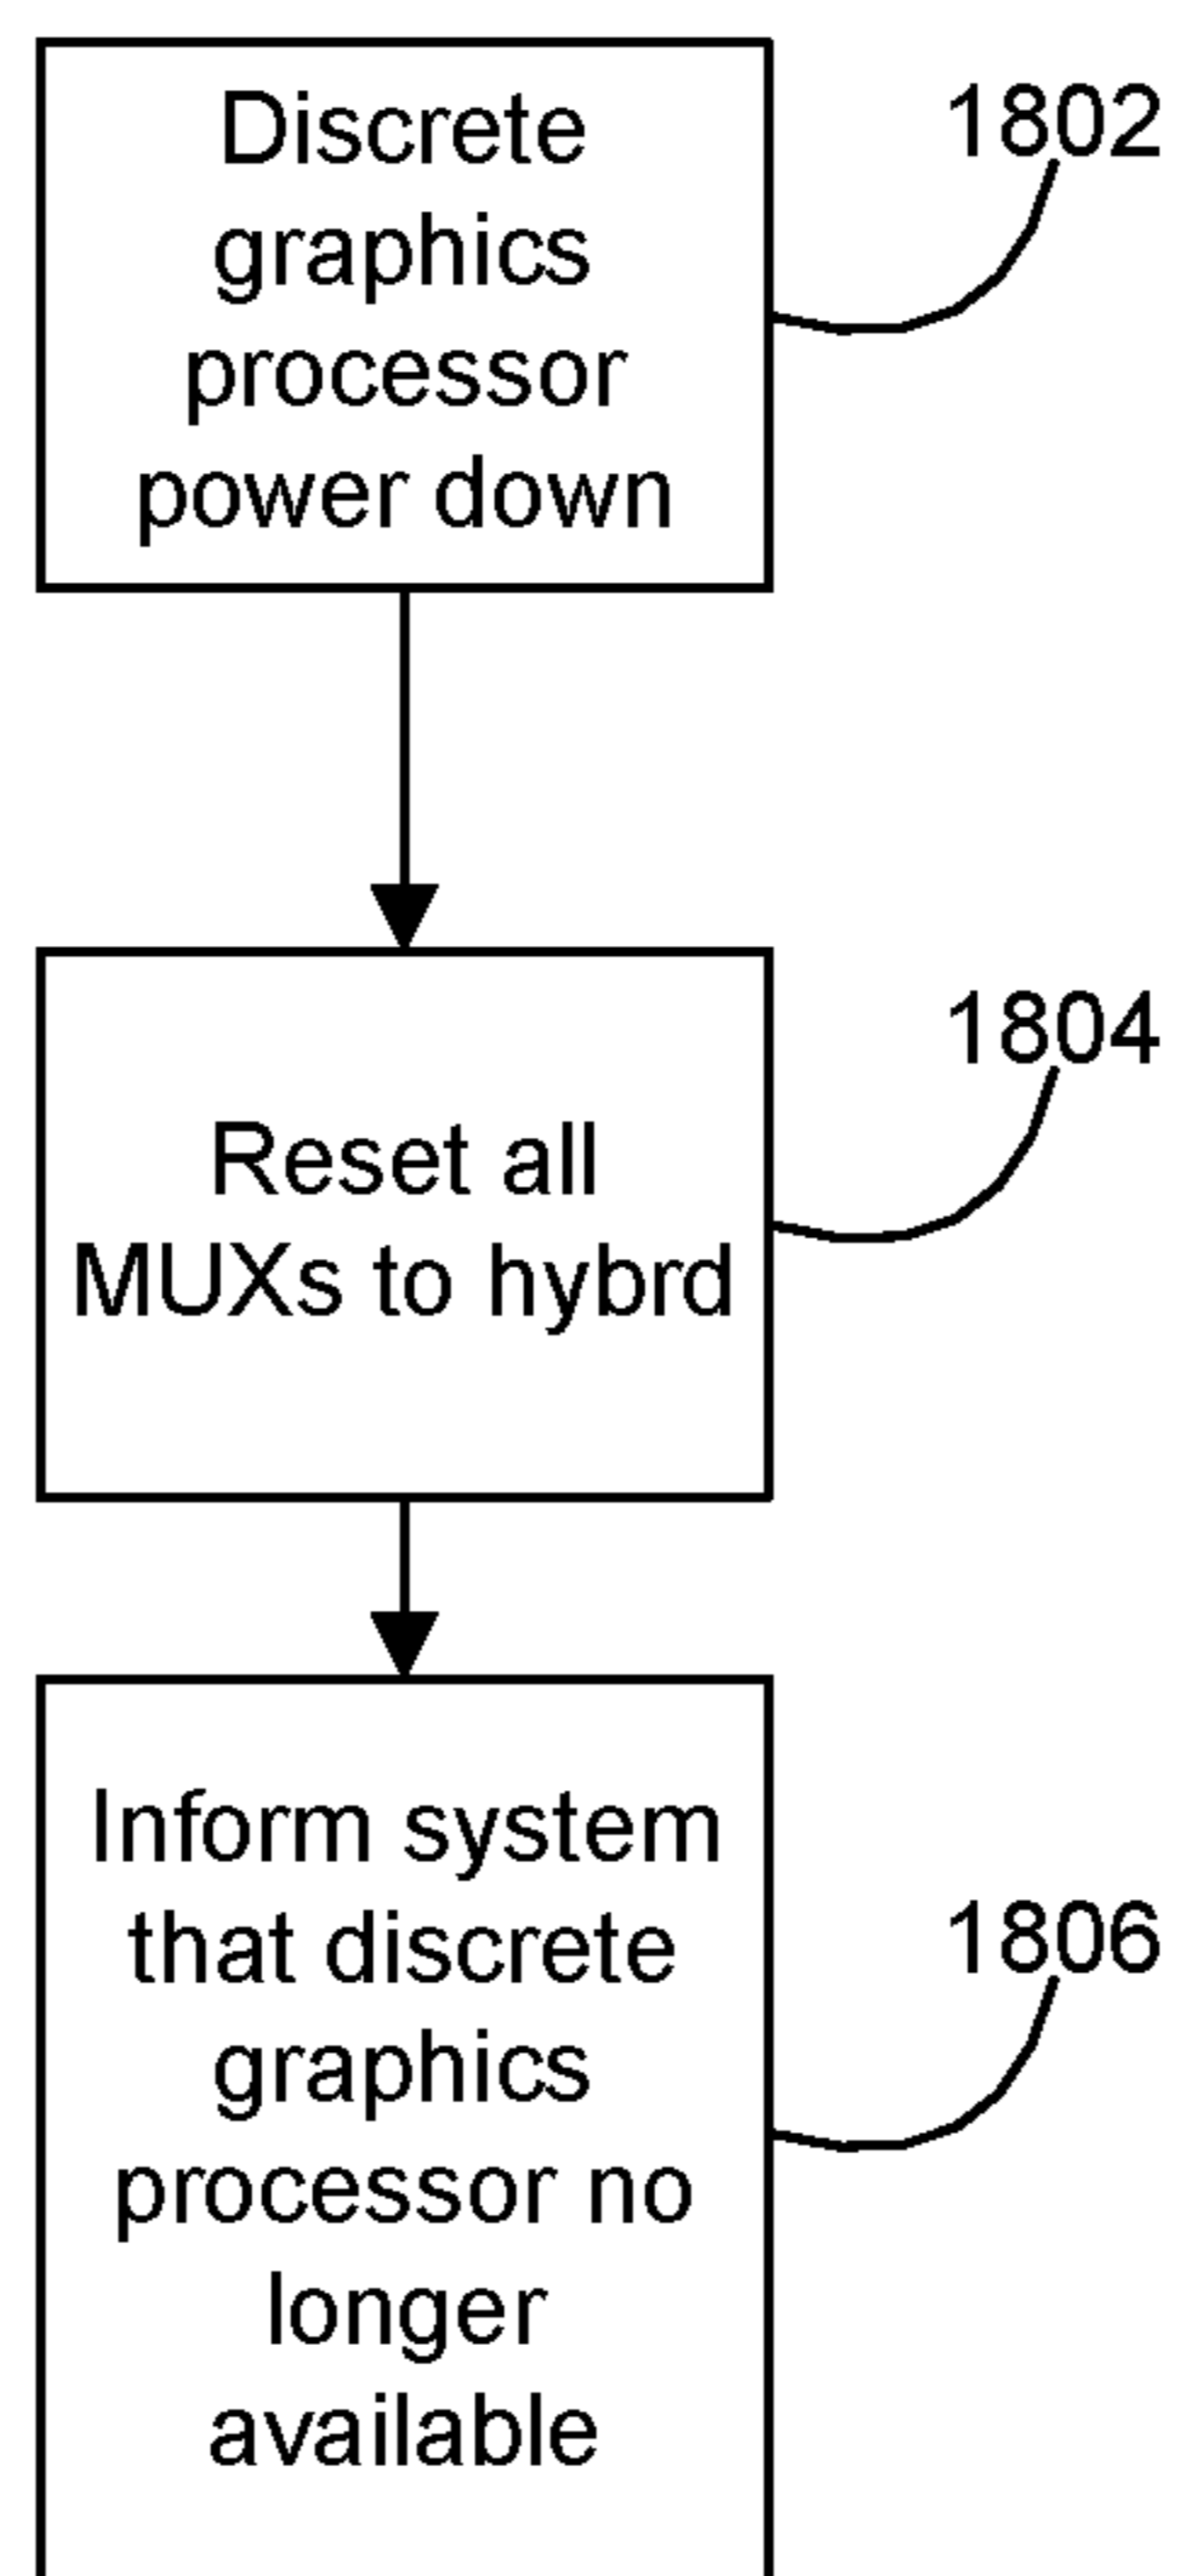 Discrete
graphics
processor
power down
1802
Reset all
MUXs to hybrd
1804
Inform system
that discrete
graphics
processor no
longer
available
1806